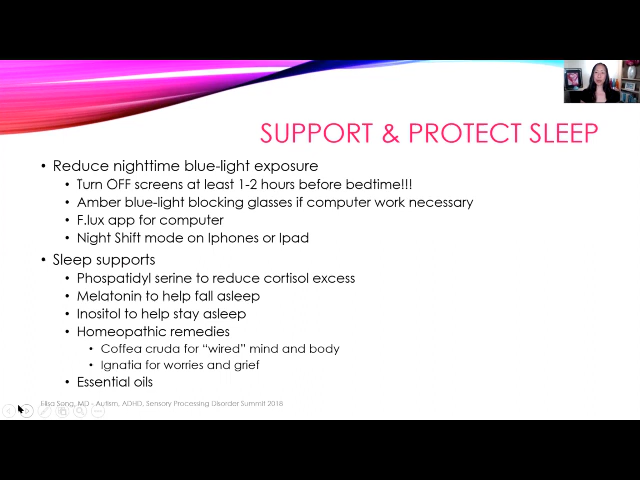 SUPPORT & PROTECT SLEEP
• Reduce nighttime blue-light exposure
• Turn OFF screens at least 1-2 hours before bedtime!!!
• Amber blue-light blocking glasses if computer work necessary
• F.lux app for computer
• Night Shift mode on Iphones or Ipad
• Sleep supports
• Phospatidyl serine to reduce cortisol excess
• Melatonin to help fall asleep
• Inositol to help stay asleep
• Homeopathic remedies
• Coffea cruda for “wired” mind and body
• Ignatia for worries and grief
• Essential oils
Elisa Song, MD - Autism, ADHD, Sensory Processing Disorder Summit 2018